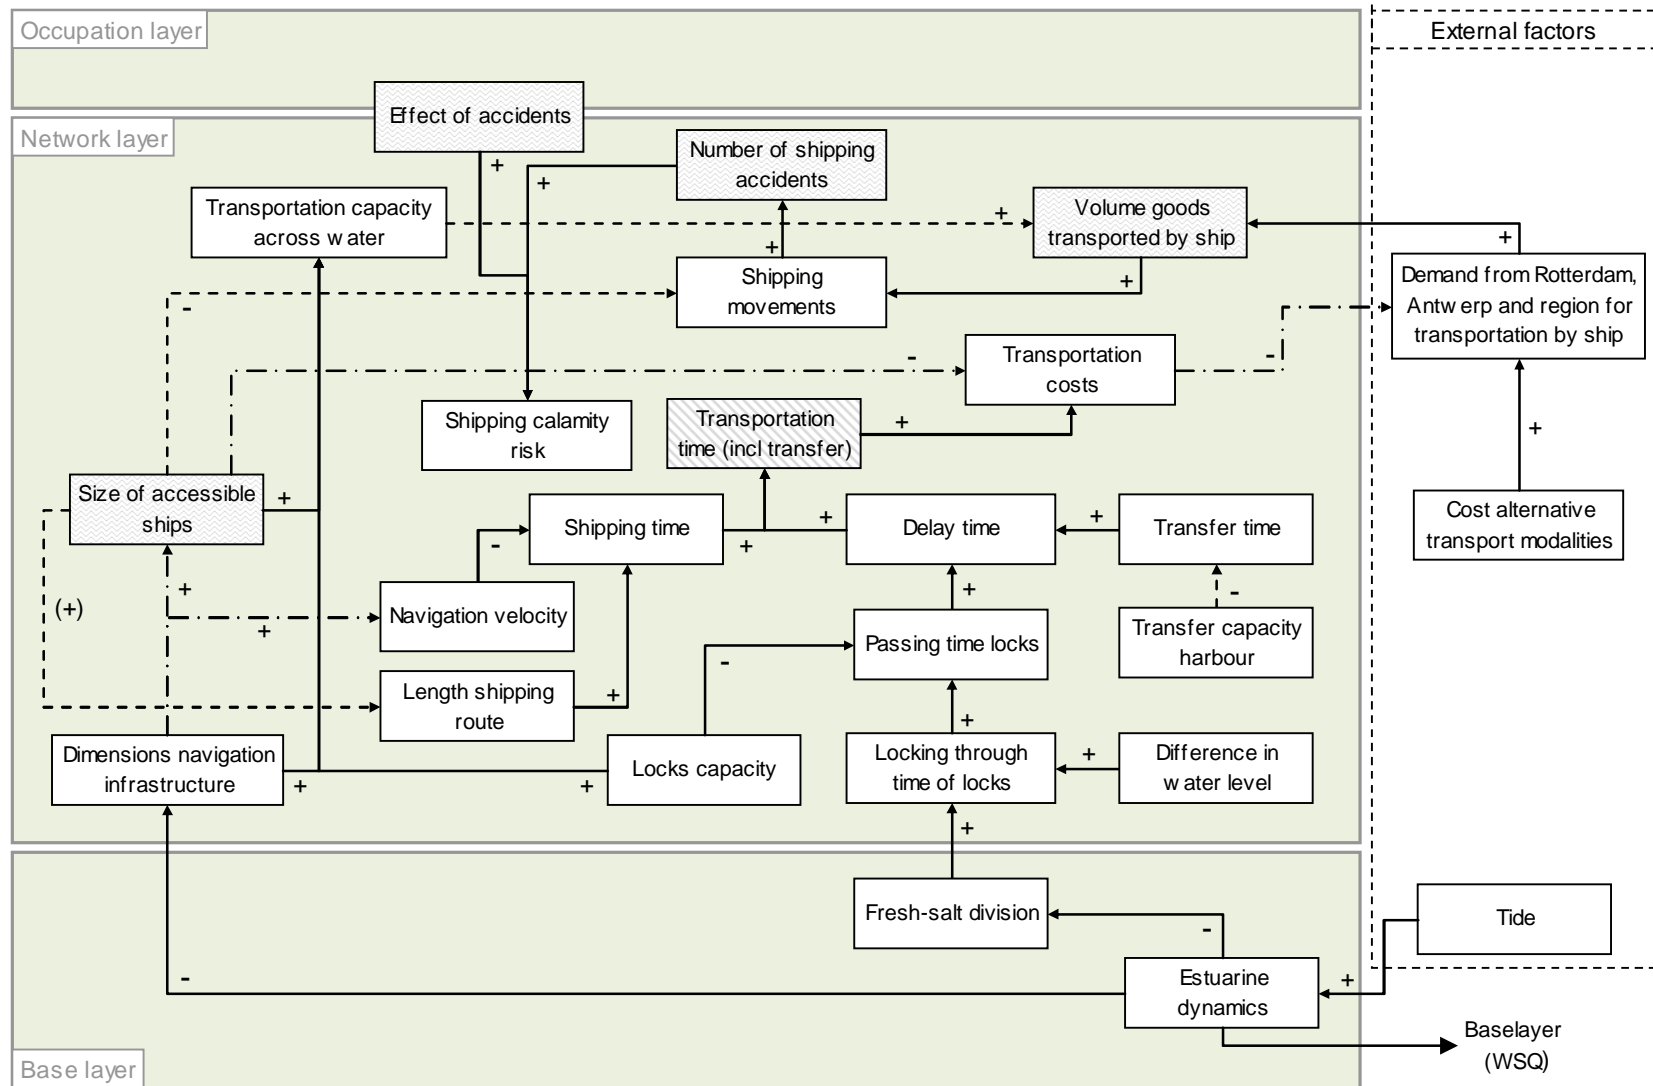 Occupation layer
External factors
Effect of accidents
Network layer
+
Number of shipping
accidents
+
Transportation capacity
across water
+
Volume goods
transported by ship
+
+
Shipping
movements
+
Demand from Rotterdam,
Antwerp and region for
transportation by ship
-
-
Transportation
costs
-
Shipping calamity
risk
Transportation
time (incl transfer)
+
+
Size of accessible
ships
+
Shipping time
+
+
Delay time
+
Transfer time
Cost alternative
transport modalities
-
(+)
+
+
Navigation velocity
+
-
Transfer capacity
harbour
Passing time locks
-
Length shipping
route
+
+
Dimensions navigation
infrastructure
+
+
Locks capacity
Locking through
time of locks
+
Difference in
water level
+
Fresh-salt division
-
Tide
-
Estuarine
dynamics
+
Baselayer
(WSQ)
Base layer